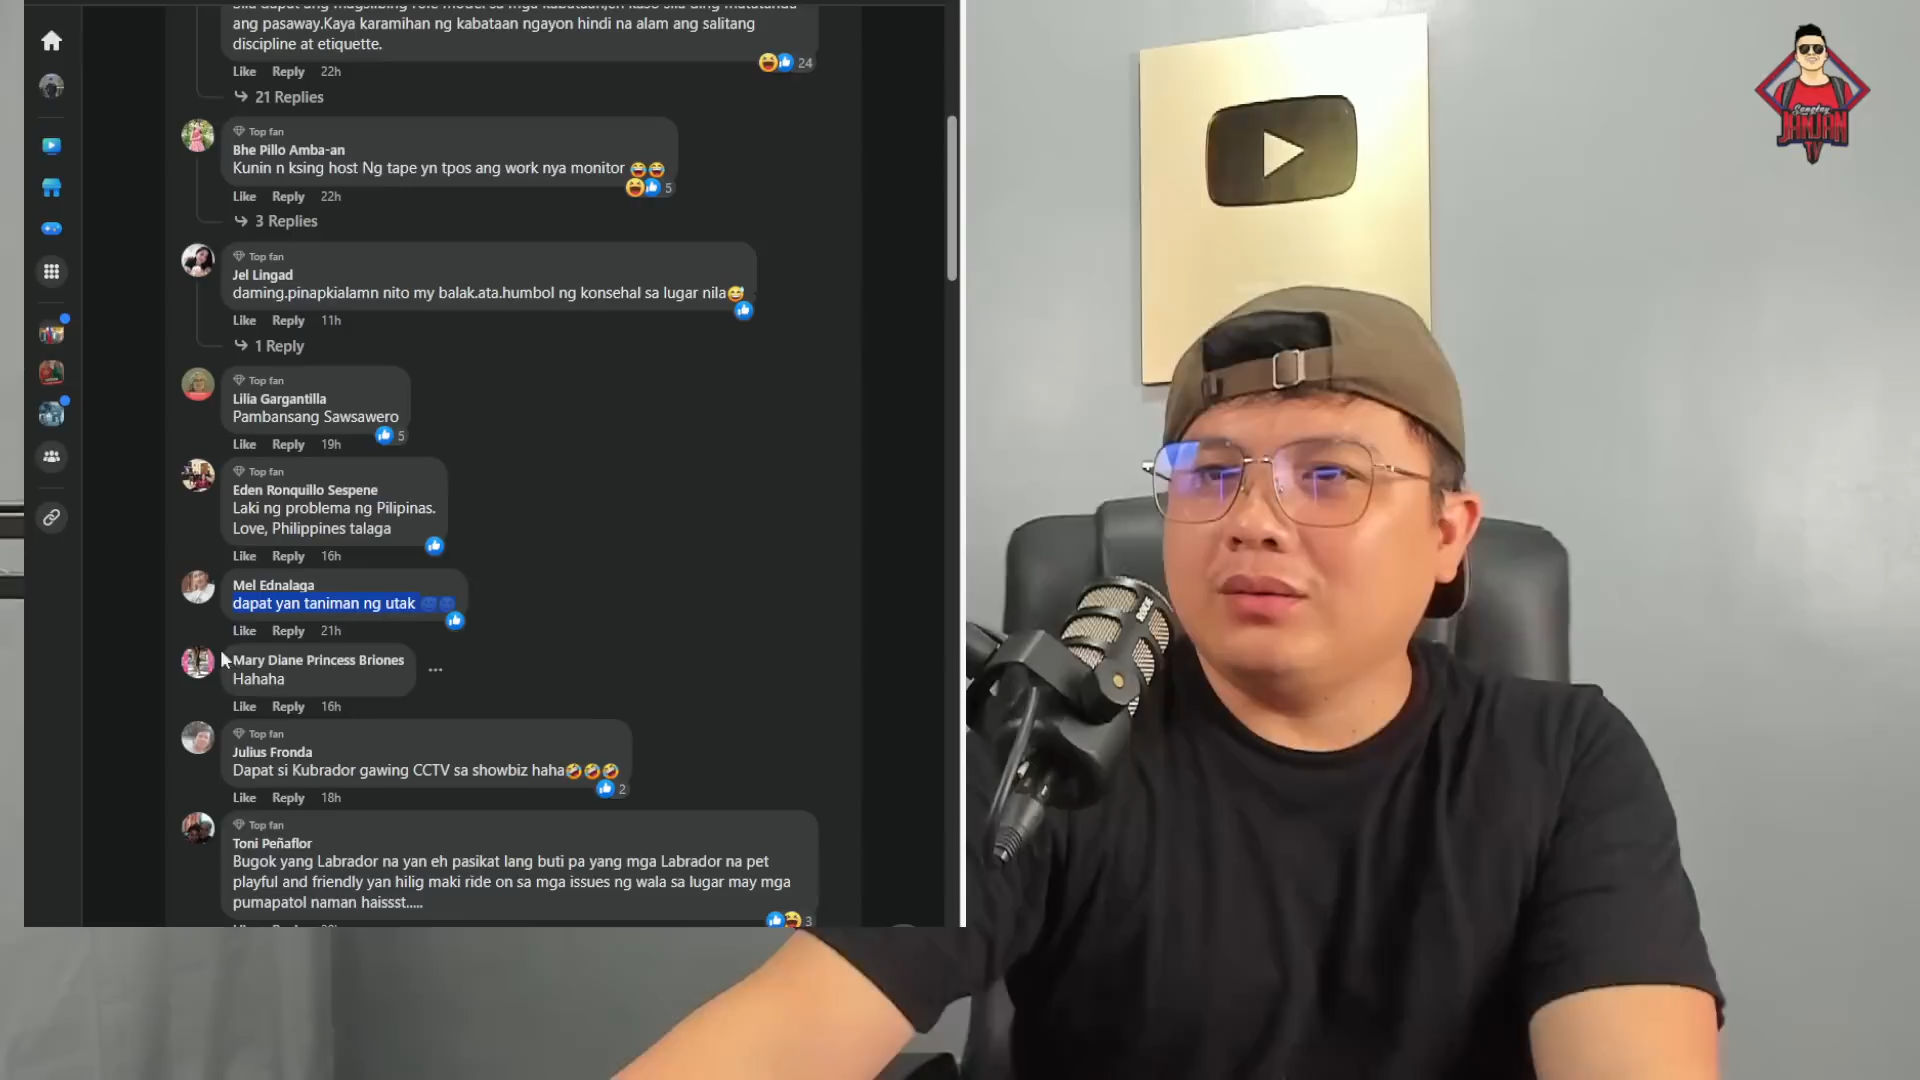 ang pasaway.Kaya karamihan ng kabataan ngayon hindi na alam ang salitang
discipline at etiquette.
24
Like Reply 22h
21 Replies
Top fan
Bhe Pillo Amba-an
Kunin n ksing host Ng tape yn tpos ang work nya monitor 😂😂
5
Like Reply 22h
3 Replies
Top fan
Jel Lingad
daming.pinapkialamn nito my balak.ata.humbol ng konsehal sa lugar nila😅
Like Reply 11h
1 Reply
Top fan
Lilia Gargantilla
Pambansang Sawsawero
5
Like Reply 19h
Top fan
Eden Ronquillo Sespene
Laki ng problema ng Pilipinas.
Love, Philippines talaga
Like Reply 16h
Mel Ednalaga
dapat yan taniman ng utak
Like Reply 21h
Mary Diane Princess Briones
Hahaha
Like Reply 16h
Top fan
Julius Fronda
Dapat si Kubrador gawing CCTV sa showbiz haha🤣🤣🤣
2
Like Reply 18h
Top fan
Toni Peñaflor
Bugok yang Labrador na yan eh pasikat lang buti pa yang mga Labrador na pet
playful and friendly yan hilig maki ride on sa mga issues ng wala sa lugar may mga
pumapatol naman haissst.....
3
Sangkay
JANJAN
TV